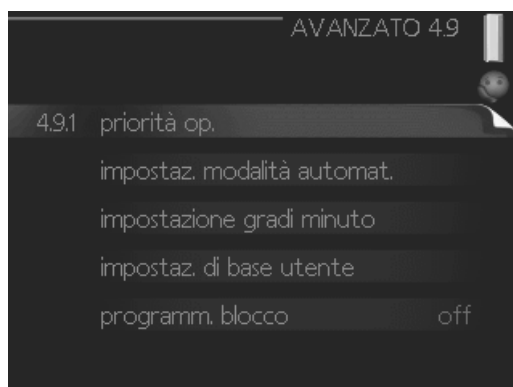 AVANZATO 4.9
4.9.1 priorità op.
impostaz. modalità automat.
impostazione gradi minuto
impostaz. di base utente
programm. blocco off